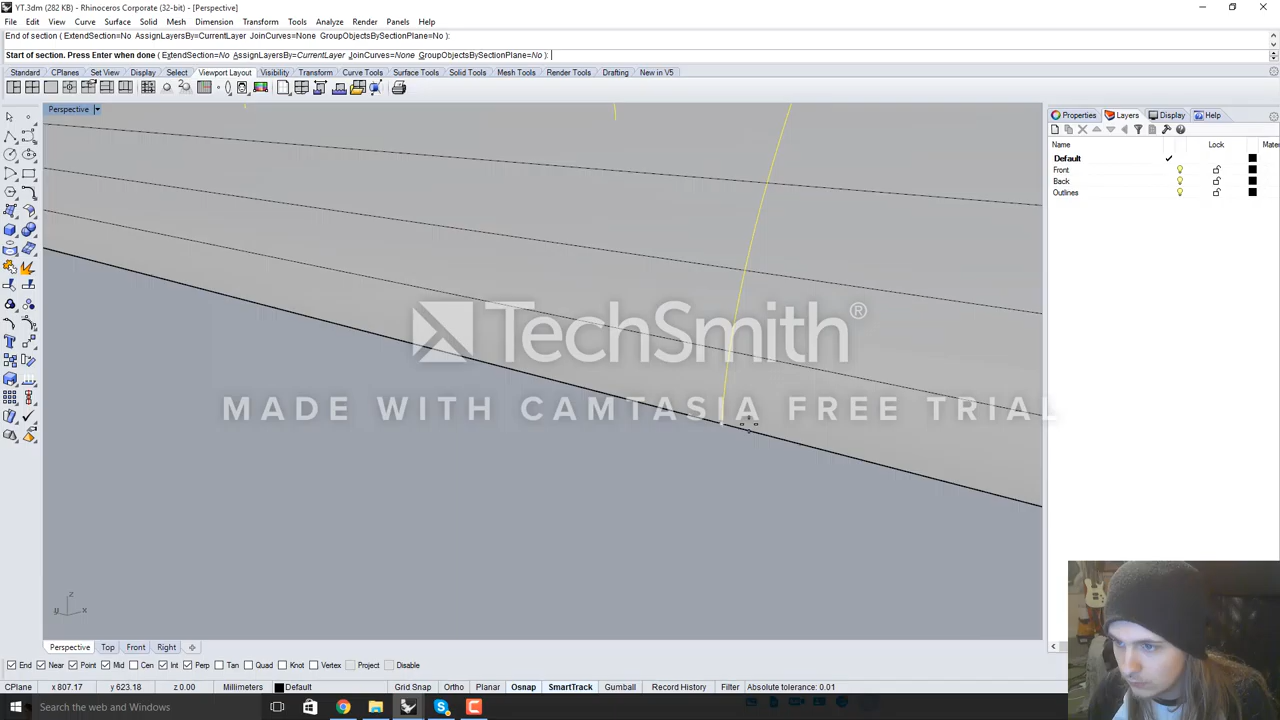 YT.3dm (282 KB) - Rhinoceros Corporate (32-bit) - [Perspective]
File Edit View Curve Surface Solid Mesh Dimension Transform Tools Analyze Render Panels Help
End of section ( ExtendSection=No AssignLayersBy=CurrentLayer JoinCurves=None GroupObjectsBySectionPlane=No ):
Start of section. Press Enter when done ( ExtendSection=No AssignLayersBy=CurrentLayer JoinCurves=None GroupObjectsBySectionPlane=No ):
Standard CPlanes Set View Display Select Viewport Layout Visibility Transform Curve Tools Surface Tools Solid Tools Mesh Tools Render Tools Drafting New in V5
Perspective
Properties Layers Display Help
Name Lock Mate
Default
Front
Back
Outlines
TechSmith®
MADE WITH CAMTASIA FREE TRIAL
z
y x
Perspective Top Front Right
End Near Point Mid Cen Int Perp Tan Quad Knot Vertex Project Disable
CPlane x 807.17 y 623.18 z 0.00 Millimeters Default Grid Snap Ortho Planar Osnap SmartTrack Gumball Record History Filter Absolute tolerance: 0.01
Search the web and Windows